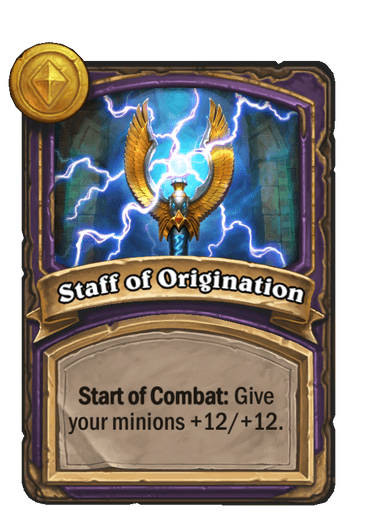 Staff of Origination
Start of Combat: Give
your minions +12/+12.